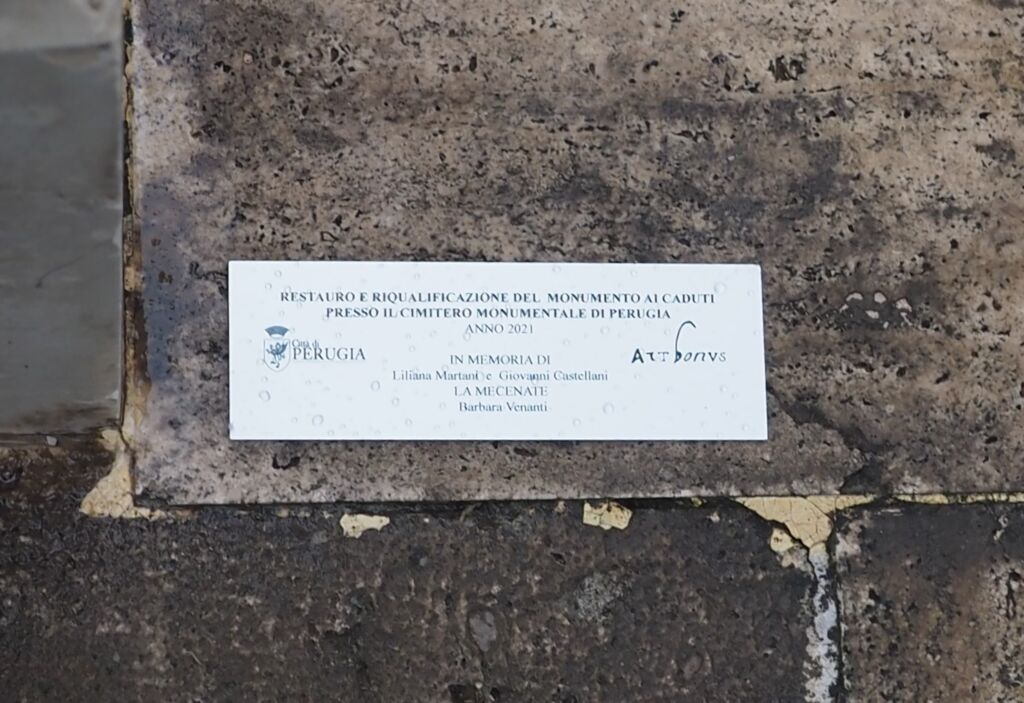 RESTAURO E RIQUALIFICAZIONE DEL MONUMENTO AI CADUTI
PRESSO IL CIMITERO MONUMENTALE DI PERUGIA
ANNO 2021
Città di
PERUGIA
Art bonus
IN MEMORIA DI
Liliana Martani e Giovanni Castellani
LA MECENATE
Barbara Venanti